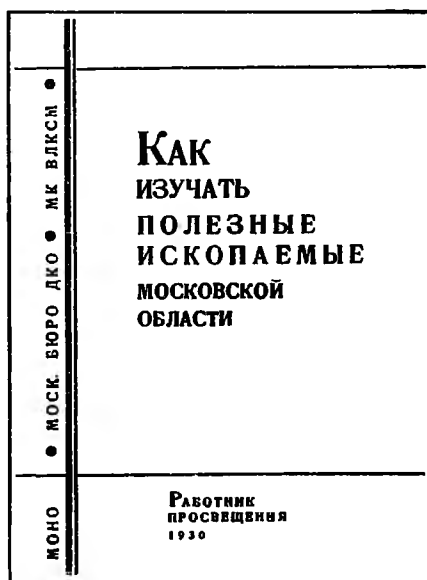 КАК
ИЗУЧАТЬ
ПОЛЕЗНЫЕ
ИСКОПАЕМЫЕ
МОСКОВСКОЙ
ОБЛАСТИ
РАБОТНИК
ПРОСВЕЩЕНИЯ
1930
МОНО ● МОСК. БЮРО ДКО ● МК ВЛКСМ ●